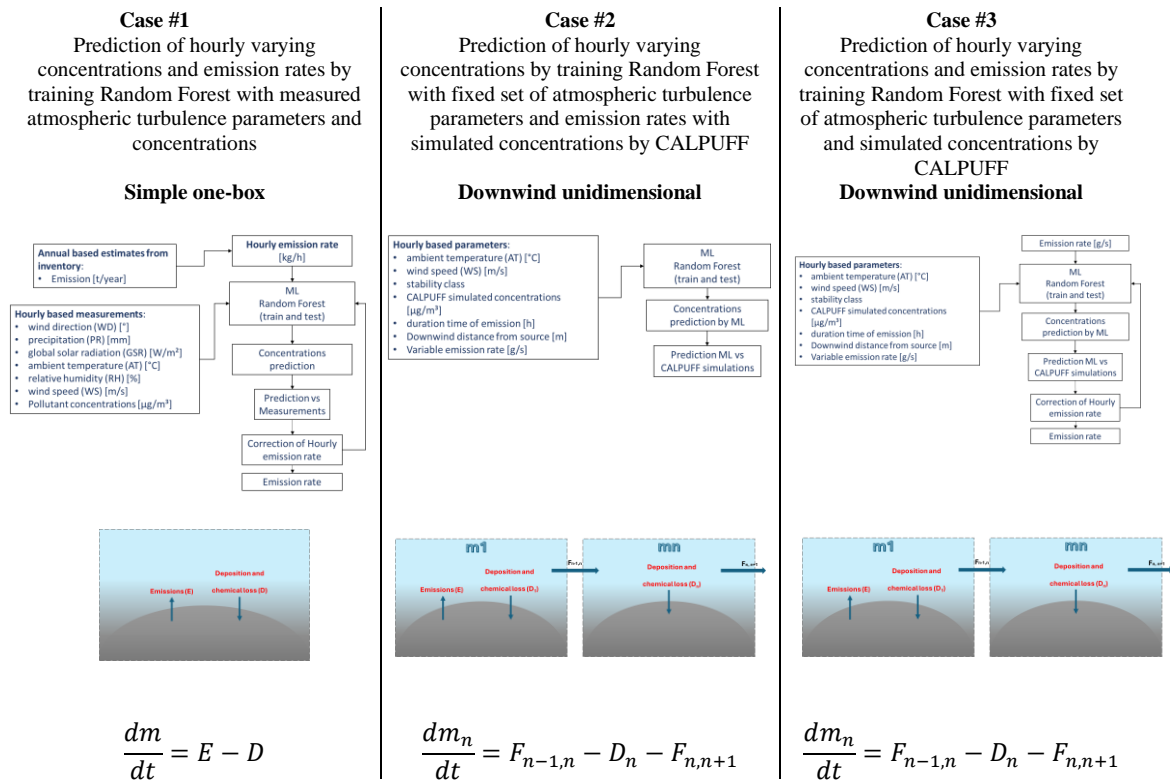 Case #1
Prediction of hourly varying
concentrations and emission rates by
training Random Forest with measured
atmospheric turbulence parameters and
concentrations
Simple one-box
Annual based estimates from
inventory:
• Emission [t/year]
Hourly emission rate
[kg/h]
Hourly based measurements:
• wind direction (WD) [°]
• precipitation (PR) [mm]
• global solar radiation (GSR) [W/m²]
• ambient temperature (AT) [°C]
• relative humidity (RH) [%]
• wind speed (WS) [m/s]
• Pollutant concentrations [µg/m³]
ML
Random Forest
(train and test)
Concentrations
prediction
Prediction vs
Measurements
Correction of Hourly
emission rate
Emission rate
Emissions (E)
Deposition and
chemical loss (D)
dm/dt = E − D
Case #2
Prediction of hourly varying
concentrations by training Random Forest
with fixed set of atmospheric turbulence
parameters and emission rates with
simulated concentrations by CALPUFF
Downwind unidimensional
Hourly based parameters:
• ambient temperature (AT) [°C]
• wind speed (WS) [m/s]
• stability class
• CALPUFF simulated concentrations
[µg/m³]
• duration time of emission [h]
• Downwind distance from source [m]
• Variable emission rate [g/s]
ML
Random Forest
(train and test)
Concentrations
prediction by ML
Prediction ML vs
CALPUFF simulations
m1
Emissions (E)
Deposition and
chemical loss (D₁)
Fₙ₋₁,ₙ
mn
Deposition and
chemical loss (Dₙ)
Fₙ,ₙ₊₁
dmₙ/dt = Fₙ₋₁,ₙ − Dₙ − Fₙ,ₙ₊₁
Case #3
Prediction of hourly varying
concentrations and emission rates by
training Random Forest with fixed set
of atmospheric turbulence parameters
and simulated concentrations by
CALPUFF
Downwind unidimensional
Emission rate [g/s]
Hourly based parameters:
• ambient temperature (AT) [°C]
• wind speed (WS) [m/s]
• stability class
• CALPUFF simulated concentrations
[µg/m³]
• duration time of emission [h]
• Downwind distance from source [m]
• Variable emission rate [g/s]
ML
Random Forest
(train and test)
Concentrations
prediction by ML
Prediction ML vs
CALPUFF simulations
Correction of Hourly
emission rate
Emission rate
m1
Emissions (E)
Deposition and
chemical loss (D₁)
Fₙ₋₁,ₙ
mn
Deposition and
chemical loss (Dₙ)
Fₙ,ₙ₊₁
dmₙ/dt = Fₙ₋₁,ₙ − Dₙ − Fₙ,ₙ₊₁